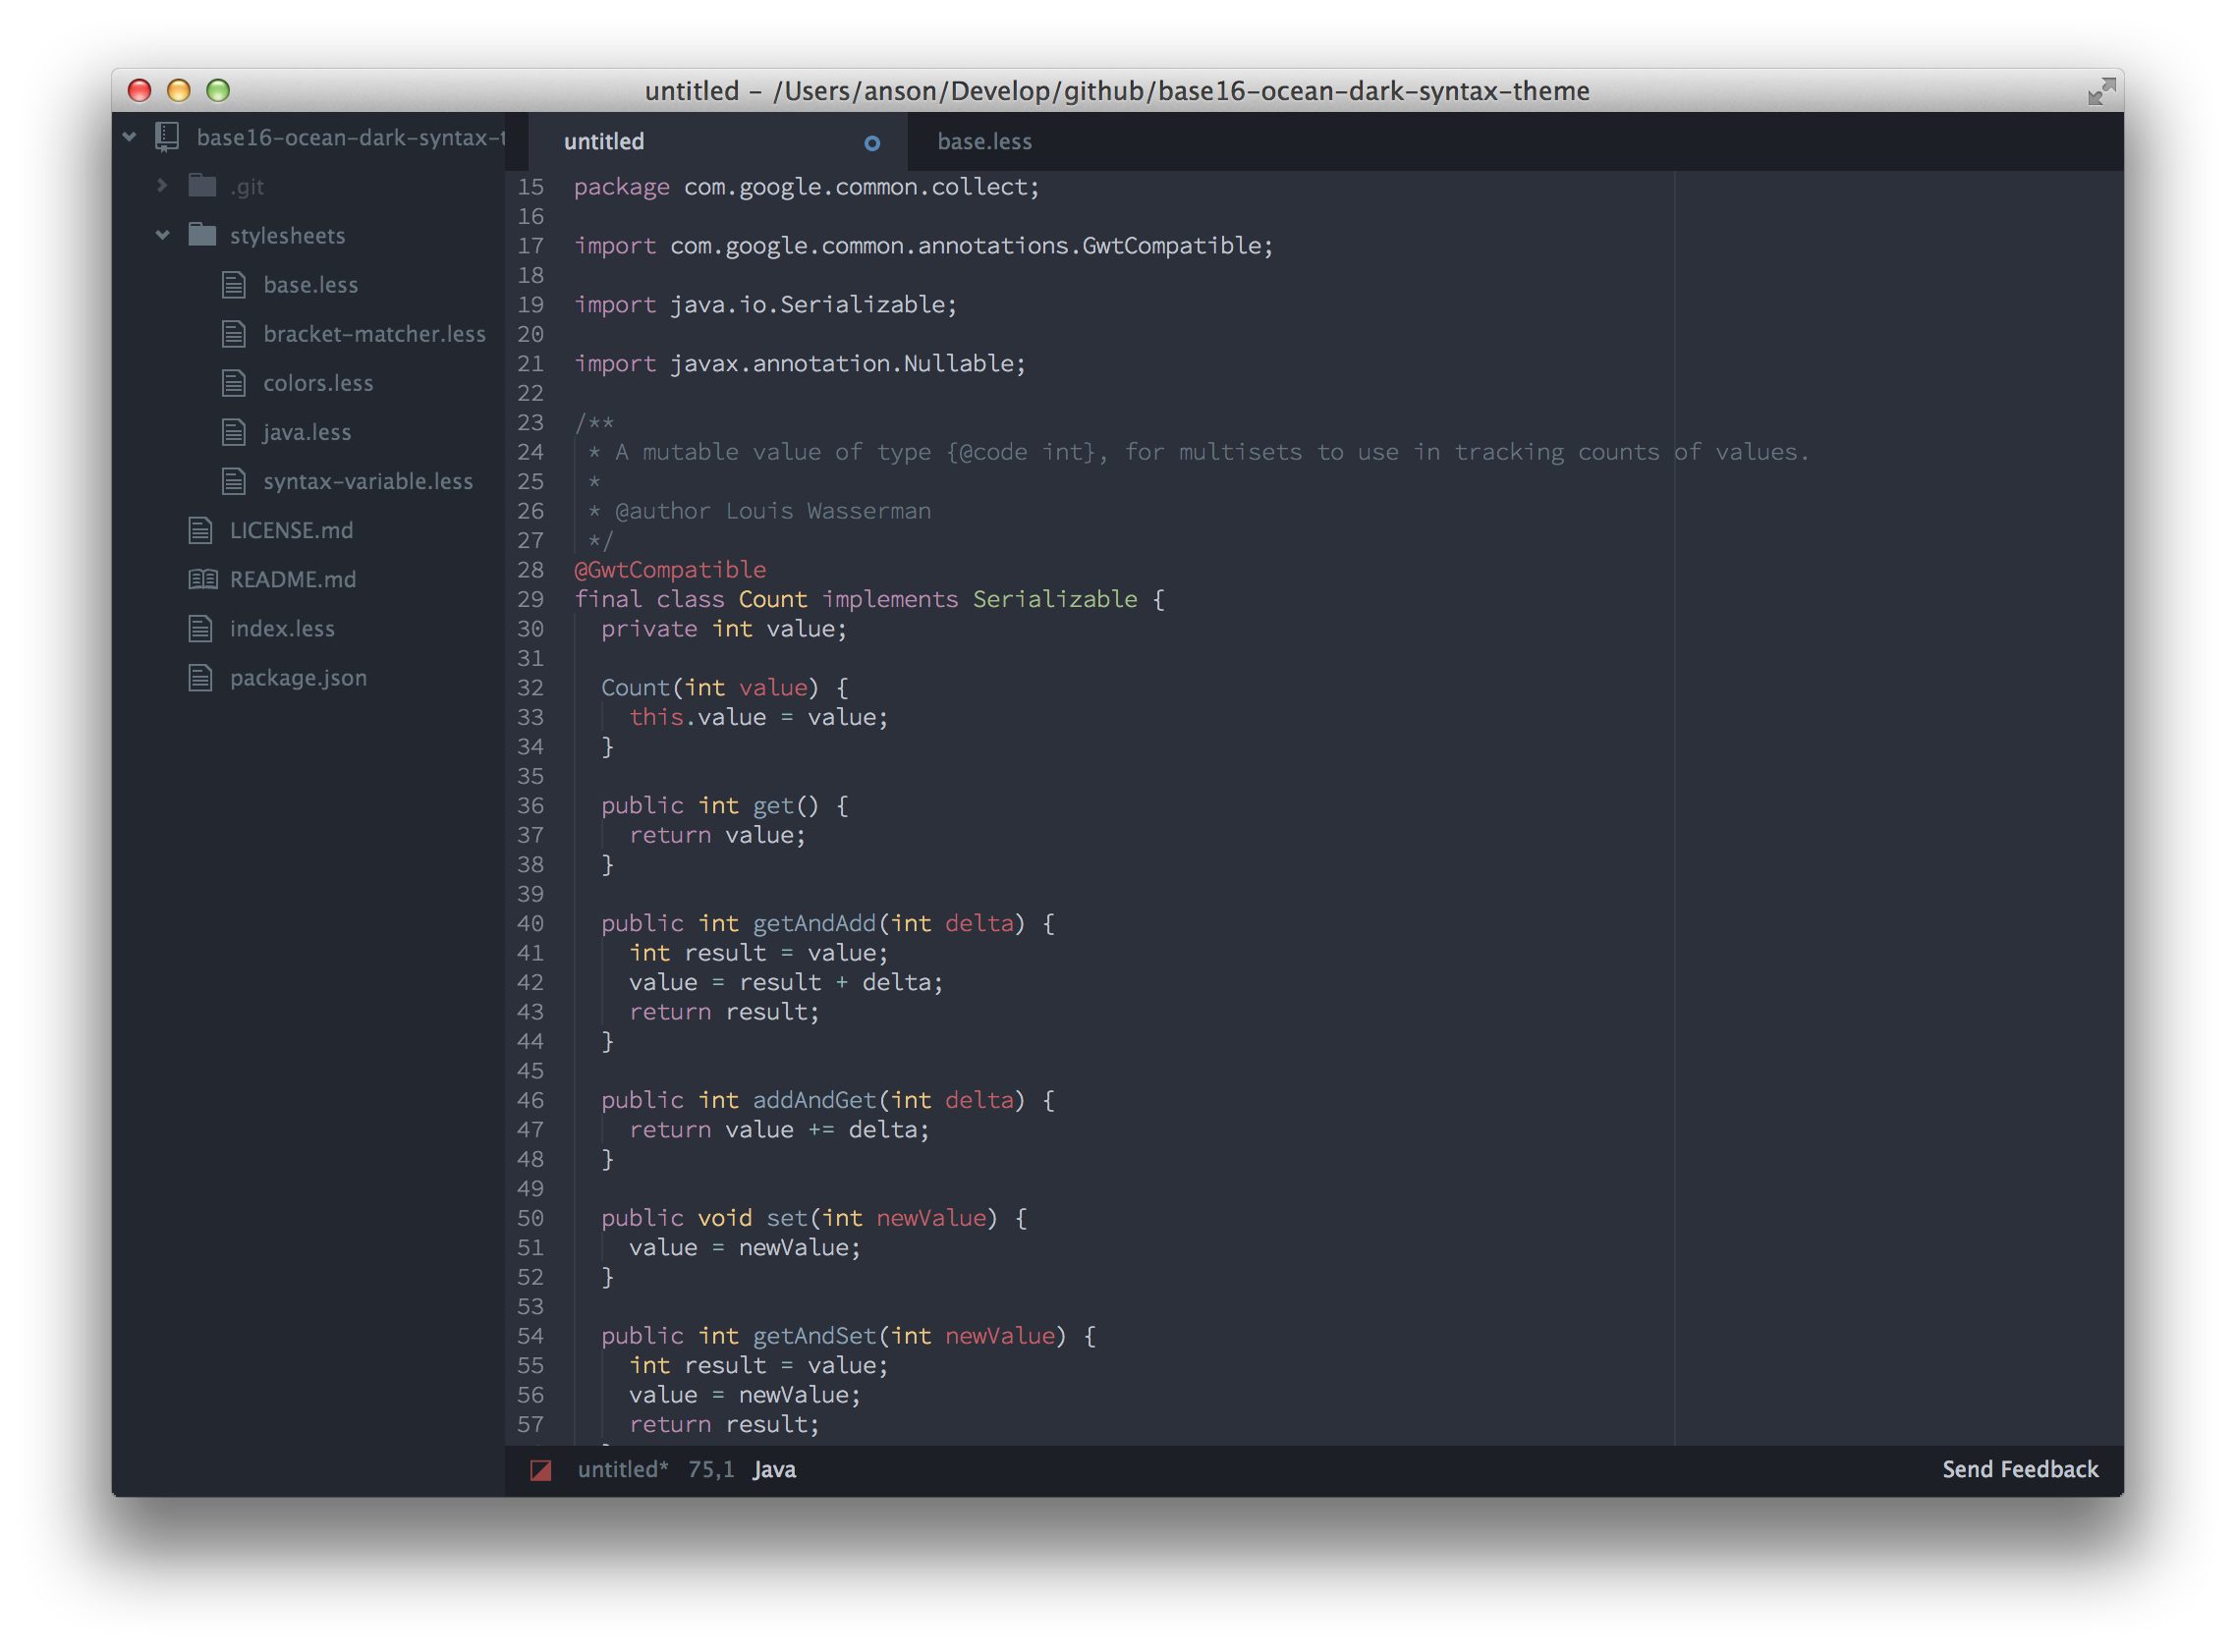 untitled – /Users/anson/Develop/github/base16-ocean-dark-syntax-theme
base16-ocean-dark-syntax-t
.git
stylesheets
base.less
bracket-matcher.less
colors.less
java.less
syntax-variable.less
LICENSE.md
README.md
index.less
package.json
untitled
base.less
15 package com.google.common.collect;
16
17 import com.google.common.annotations.GwtCompatible;
18
19 import java.io.Serializable;
20
21 import javax.annotation.Nullable;
22
23 /**
24  * A mutable value of type {@code int}, for multisets to use in tracking counts of values.
25  *
26  * @author Louis Wasserman
27  */
28 @GwtCompatible
29 final class Count implements Serializable {
30   private int value;
31
32   Count(int value) {
33     this.value = value;
34   }
35
36   public int get() {
37     return value;
38   }
39
40   public int getAndAdd(int delta) {
41     int result = value;
42     value = result + delta;
43     return result;
44   }
45
46   public int addAndGet(int delta) {
47     return value += delta;
48   }
49
50   public void set(int newValue) {
51     value = newValue;
52   }
53
54   public int getAndSet(int newValue) {
55     int result = value;
56     value = newValue;
57     return result;
untitled* 75,1 Java
Send Feedback